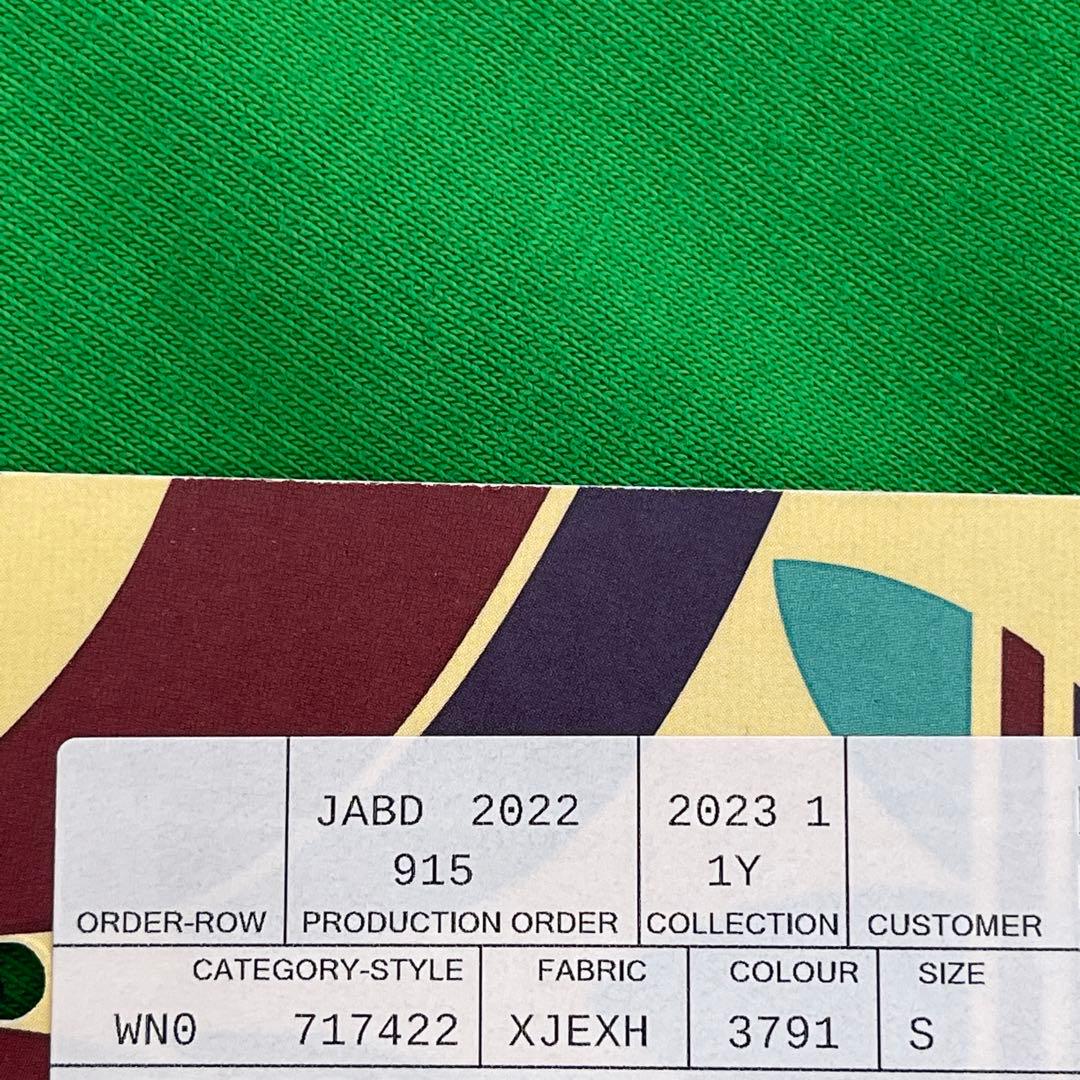 JABD 2022 2023 1
915 1Y
ORDER-ROW PRODUCTION ORDER COLLECTION CUSTOMER
CATEGORY-STYLE FABRIC COLOUR SIZE
WN0 717422 XJEXH 3791 S